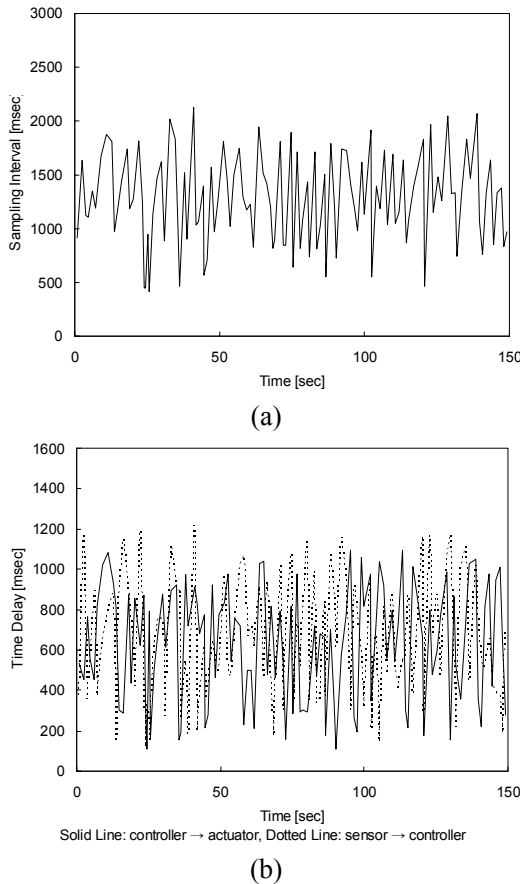 3000
2500
2000
1500
1000
500
0
Sampling Interval [msec]
0 50 100 150
Time [sec]
(a)
1600
1400
1200
1000
800
600
400
200
0
Time Delay [msec]
0 50 100 150
Time [sec]
Solid Line: controller → actuator, Dotted Line: sensor → controller
(b)